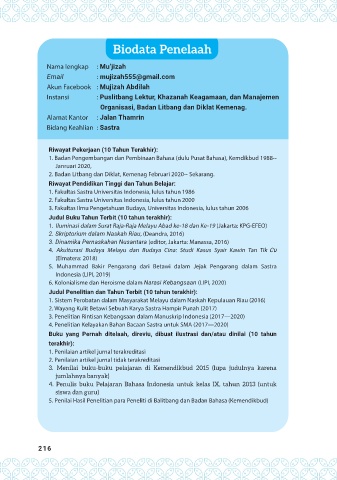 Biodata Penelaah
Nama lengkap : Mu'jizah
Email : mujizah555@gmail.com
Akun Facebook : Mujizah Abdilah
Instansi : Puslitbang Lektur, Khazanah Keagamaan, dan Manajemen
Organisasi, Badan Litbang dan Diklat Kemenag.
Alamat Kantor : Jalan Thamrin
Bidang Keahlian : Sastra
Riwayat Pekerjaan (10 Tahun Terakhir):
1. Badan Pengembangan dan Pembinaan Bahasa (dulu Pusat Bahasa), Kemdikbud 1988–
Januari 2020,
2. Badan Litbang dan Diklat, Kemenag Februari 2020– Sekarang.
Riwayat Pendidikan Tinggi dan Tahun Belajar:
1. Fakultas Sastra Universitas Indonesia, lulus tahun 1986
2. Fakultas Sastra Universitas Indonesia, lulus tahun 2000
3. Fakultas Ilmu Pengetahuan Budaya, Universitas Indonesia, lulus tahun 2006
Judul Buku Tahun Terbit (10 tahun terakhir):
1. Iluminasi dalam Surat Raja-Raja Melayu Abad ke-18 dan Ke-19 (Jakarta: KPG-EFEO)
2. Skriptorium dalam Naskah Riau, (Deandra, 2016)
3. Dinamika Pernaskahan Nusantara (editor, Jakarta: Manassa, 2016)
4. Akulturasi Budaya Melayu dan Budaya Cina: Studi Kasus Syair Kawin Tan Tik Cu
(Elmatera: 2018)
5. Muhammad Bakir Pengarang dari Betawi dalam Jejak Pengarang dalam Sastra
Indonesia (LIPI, 2019)
6. Kolonialisme dan Heroisme dalam Narasi Kebangsaan (LIPI, 2020)
Judul Penelitian dan Tahun Terbit (10 tahun terakhir):
1. Sistem Perobatan dalam Masyarakat Melayu dalam Naskah Kepulauan Riau (2016)
2. Wayang Kulit Betawi Sebuah Karya Sastra Hampir Punah (2017)
3. Penelitian Rintisan Kebangsaan dalam Manuskrip Indonesia (2017—2020)
4. Penelitian Kelayakan Bahan Bacaan Sastra untuk SMA (2017—2020)
Buku yang Pernah ditelaah, direviu, dibuat ilustrasi dan/atau dinilai (10 tahun
terakhir):
1. Penilaian artikel jurnal terakreditasi
2. Penilaian artikel jurnal tidak terakreditasi
3. Menilai buku-buku pelajaran di Kemendikbud 2015 (lupa judulnya karena
jumlahnya banyak)
4. Penulis buku Pelajaran Bahasa Indonesia untuk kelas IX, tahun 2013 (untuk
siswa dan guru)
5. Penilai Hasil Penelitian para Peneliti di Balitbang dan Badan Bahasa (Kemendikbud)
216